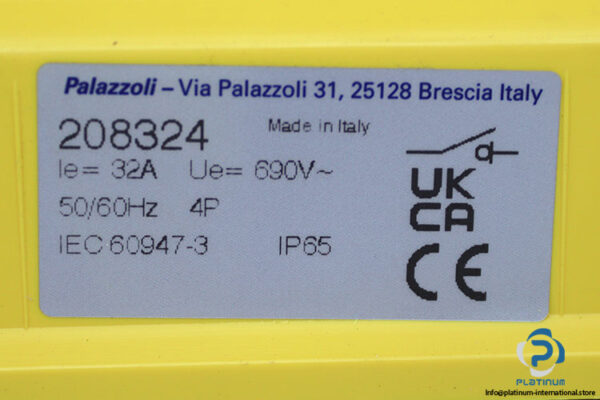 Palazzoli – Via Palazzoli 31, 25128 Brescia Italy
208324 Made in Italy
Ie= 32A Ue= 690V~
50/60Hz 4P
IEC 60947-3 IP65
UK
CA
CE
PLATINUM
Info@platinum-international.store